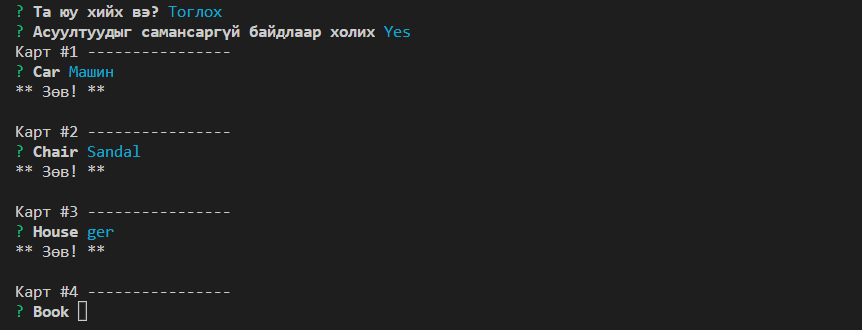 ? Та юу хийх вэ? Тоглох
? Асуултуудыг самансаргүй байдлаар холих Yes
Карт #1 ----------------
? Car Машин
** Зөв! **
Карт #2 ----------------
? Chair Sandal
** Зөв! **
Карт #3 ----------------
? House ger
** Зөв! **
Карт #4 ----------------
? Book